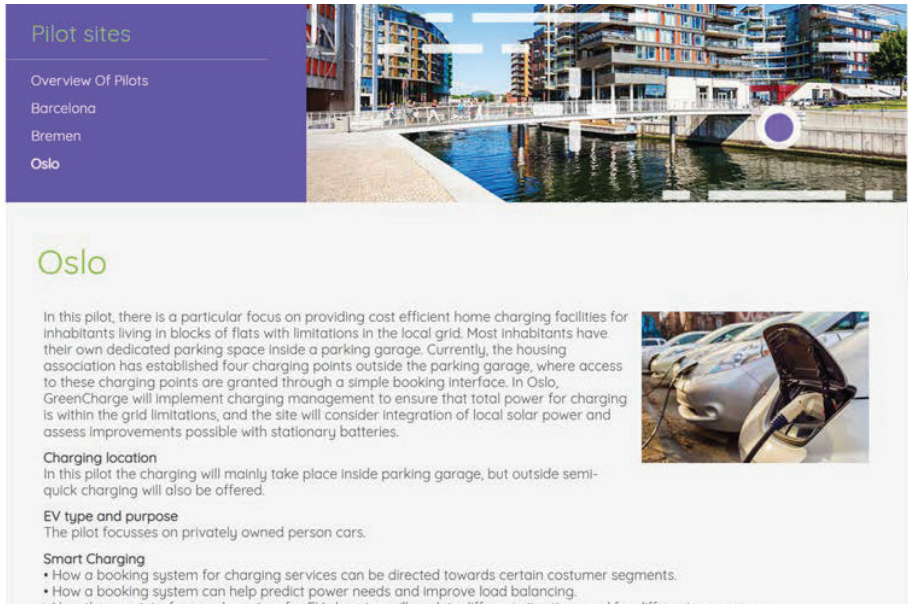 Pilot sites
Overview Of Pilots
Barcelona
Bremen
Oslo
Oslo
In this pilot, there is a particular focus on providing cost efficient home charging facilities for
inhabitants living in blocks of flats with limitations in the local grid. Most inhabitants have
their own dedicated parking space inside a parking garage. Currently, the housing
association has established four charging points outside the parking garage, where access
to these charging points are granted through a simple booking interface. In Oslo,
GreenCharge will implement charging management to ensure that total power for charging
is within the grid limitations, and the site will consider integration of local solar power and
assess improvements possible with stationary batteries.
Charging location
In this pilot the charging will mainly take place inside parking garage, but outside semi-
quick charging will also be offered.
EV type and purpose
The pilot focusses on privately owned person cars.
Smart Charging
• How a booking system for charging services can be directed towards certain costumer segments.
• How a booking system can help predict power needs and improve load balancing.